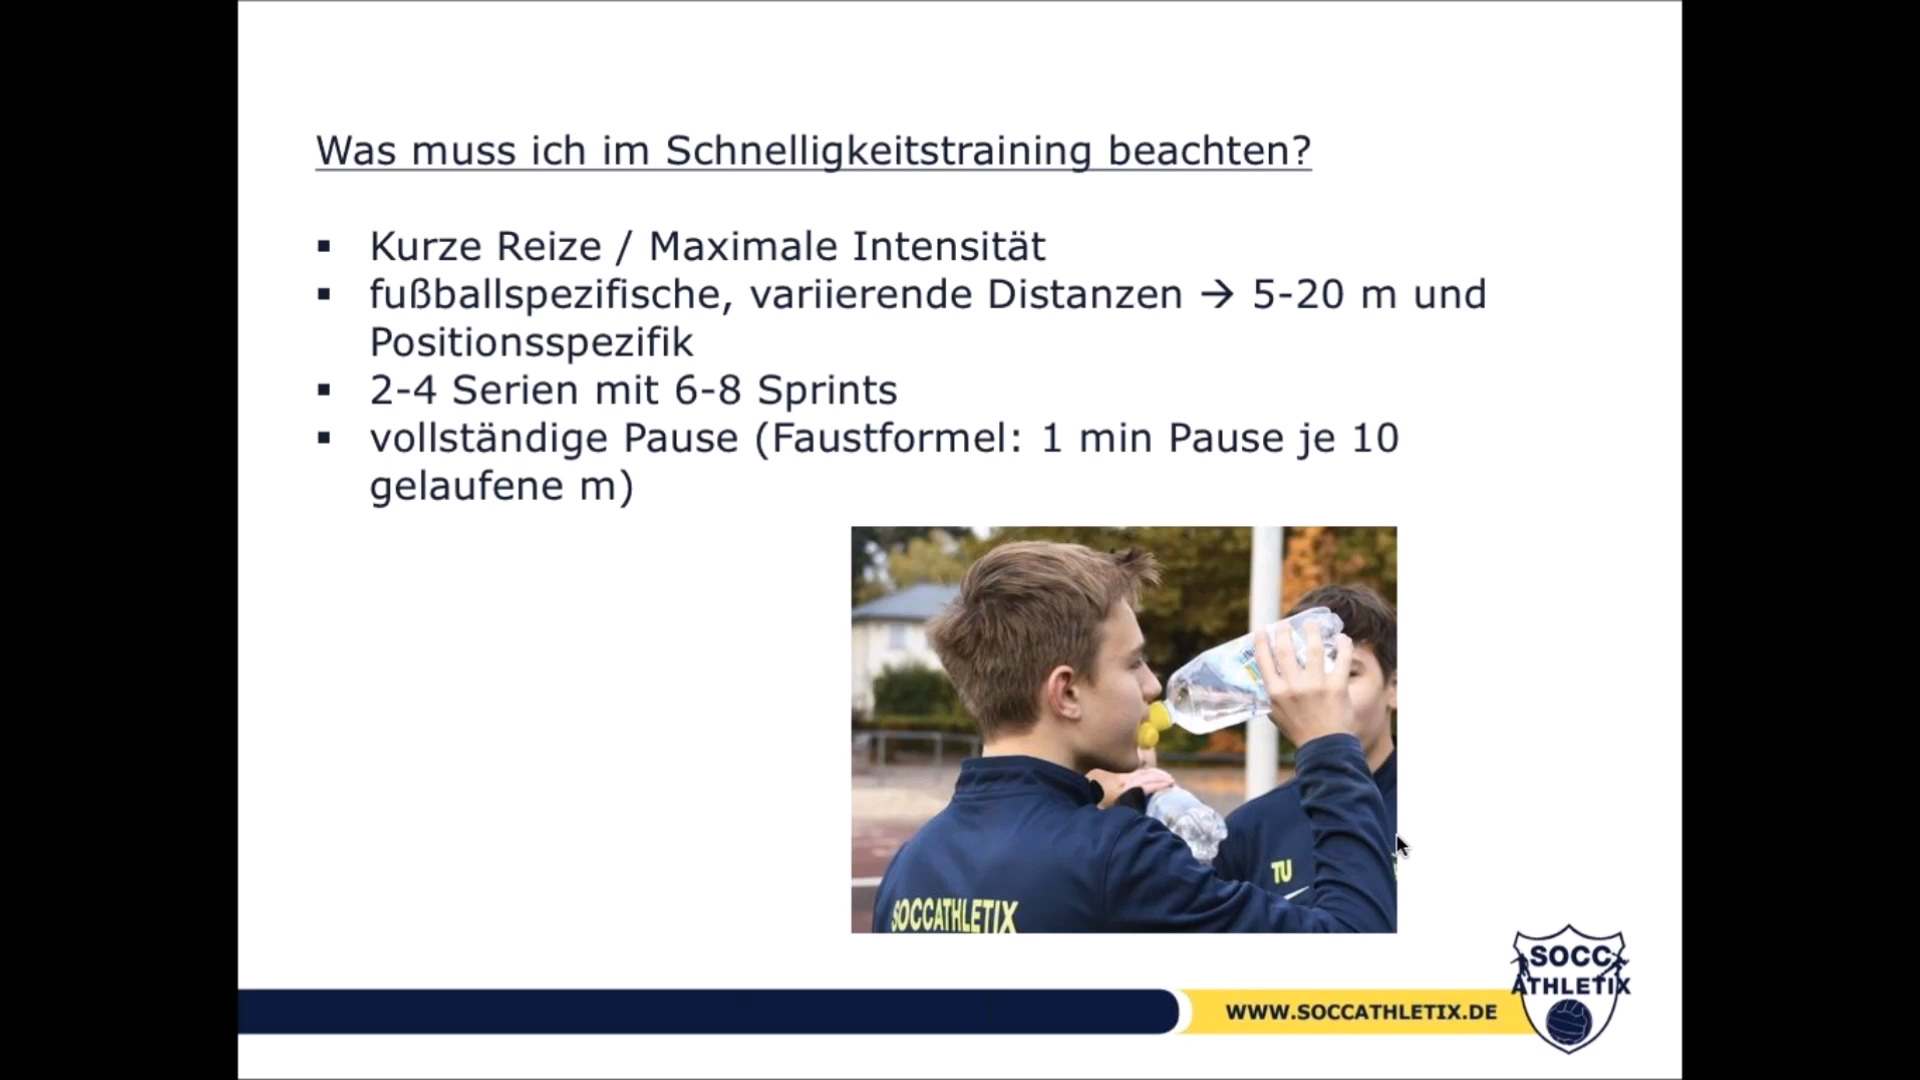 Was muss ich im Schnelligkeitstraining beachten?
▪ Kurze Reize / Maximale Intensität
▪ fußballspezifische, variierende Distanzen → 5-20 m und
Positionsspezifik
▪ 2-4 Serien mit 6-8 Sprints
▪ vollständige Pause (Faustformel: 1 min Pause je 10
gelaufene m)
TU
SOCCATHLETIX
WWW.SOCCATHLETIX.DE
SOCC
ATHLETIX